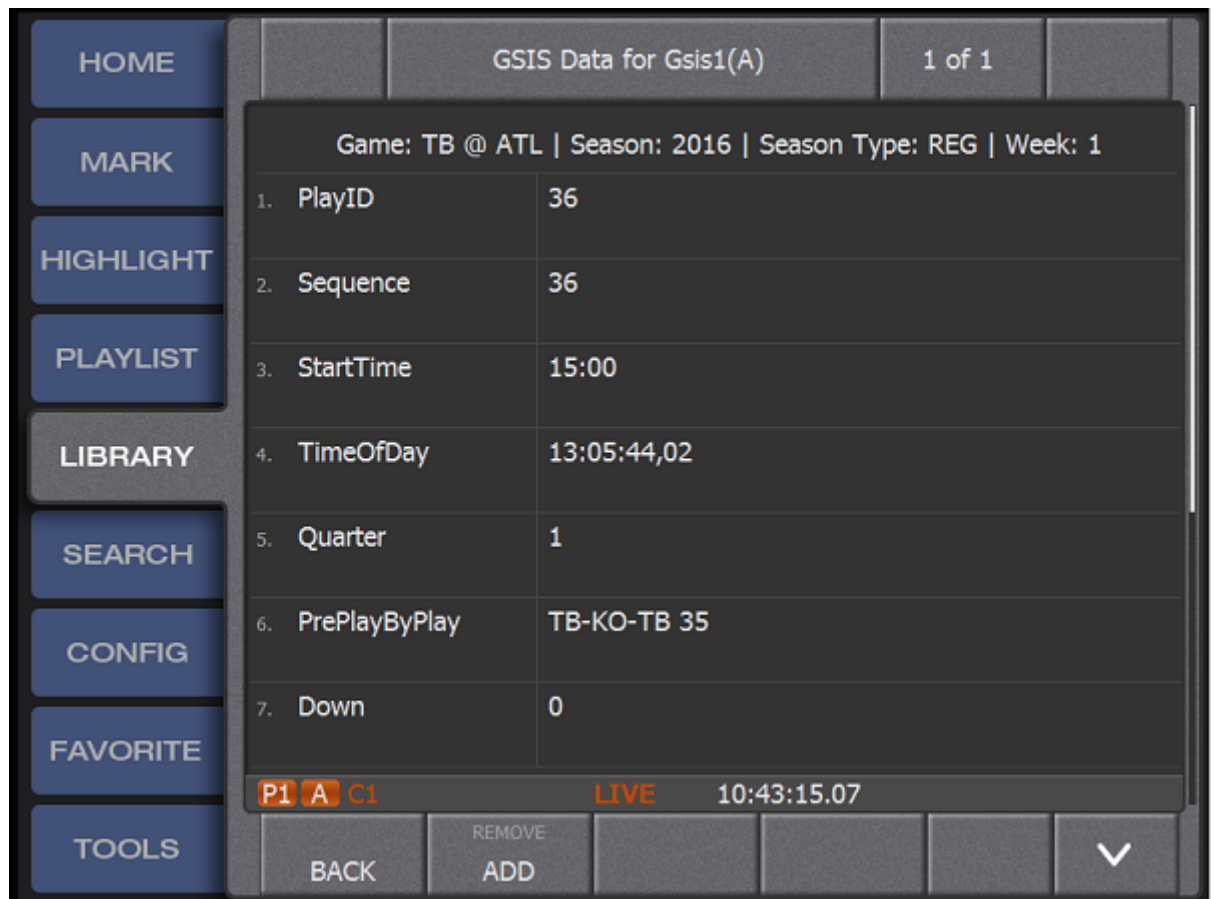 HOME
GSIS Data for Gsis1(A)
1 of 1
MARK
Game: TB @ ATL | Season: 2016 | Season Type: REG | Week: 1
1. PlayID 36
HIGHLIGHT
2. Sequence 36
PLAYLIST
3. StartTime 15:00
LIBRARY
4. TimeOfDay 13:05:44,02
SEARCH
5. Quarter 1
CONFIG
6. PrePlayByPlay TB-KO-TB 35
7. Down 0
FAVORITE
P1 A C1 LIVE 10:43:15.07
TOOLS
BACK
REMOVE
ADD